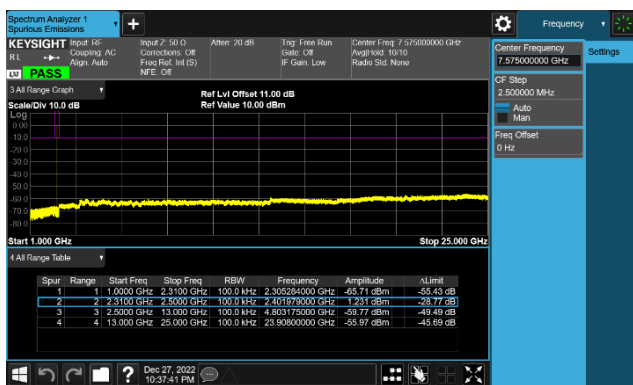 Spectrum Analyzer 1
Spurious Emissions
+
Frequency
KEYSIGHT Input: RF Input Z: 50 Ω Atten: 20 dB Trig: Free Run Center Freq: 7.575000000 GHz
RL Coupling: AC Corrections: Off Gate: Off Avg|Hold: 10/10
Align: Auto Freq Ref: Int (S) IF Gain: Low Radio Std: None
NFE: Off
LXI PASS
Center Frequency
7.575000000 GHz
Settings
CF Step
2.500000 MHz
Auto
Man
Freq Offset
0 Hz
3 All Range Graph
Ref Lvl Offset 11.00 dB
Scale/Div 10.0 dB Ref Value 10.00 dBm
Log
0.00
-10.0
-20.0
-30.0
-40.0
-50.0
-60.0
-70.0
-80.0
Start 1.000 GHz Stop 25.000 GHz
4 All Range Table
Spur Range Start Freq Stop Freq RBW Frequency Amplitude ΔLimit
1 1 1.0000 GHz 2.3100 GHz 100.0 kHz 2.305284000 GHz -65.71 dBm -55.43 dB
2 2 2.3100 GHz 2.5000 GHz 100.0 kHz 2.401979000 GHz 1.231 dBm -28.77 dB
3 3 2.5000 GHz 13.000 GHz 100.0 kHz 4.803175000 GHz -59.77 dBm -49.49 dB
4 4 13.000 GHz 25.000 GHz 100.0 kHz 23.90800000 GHz -55.97 dBm -45.69 dB
? Dec 27, 2022
10:37:41 PM